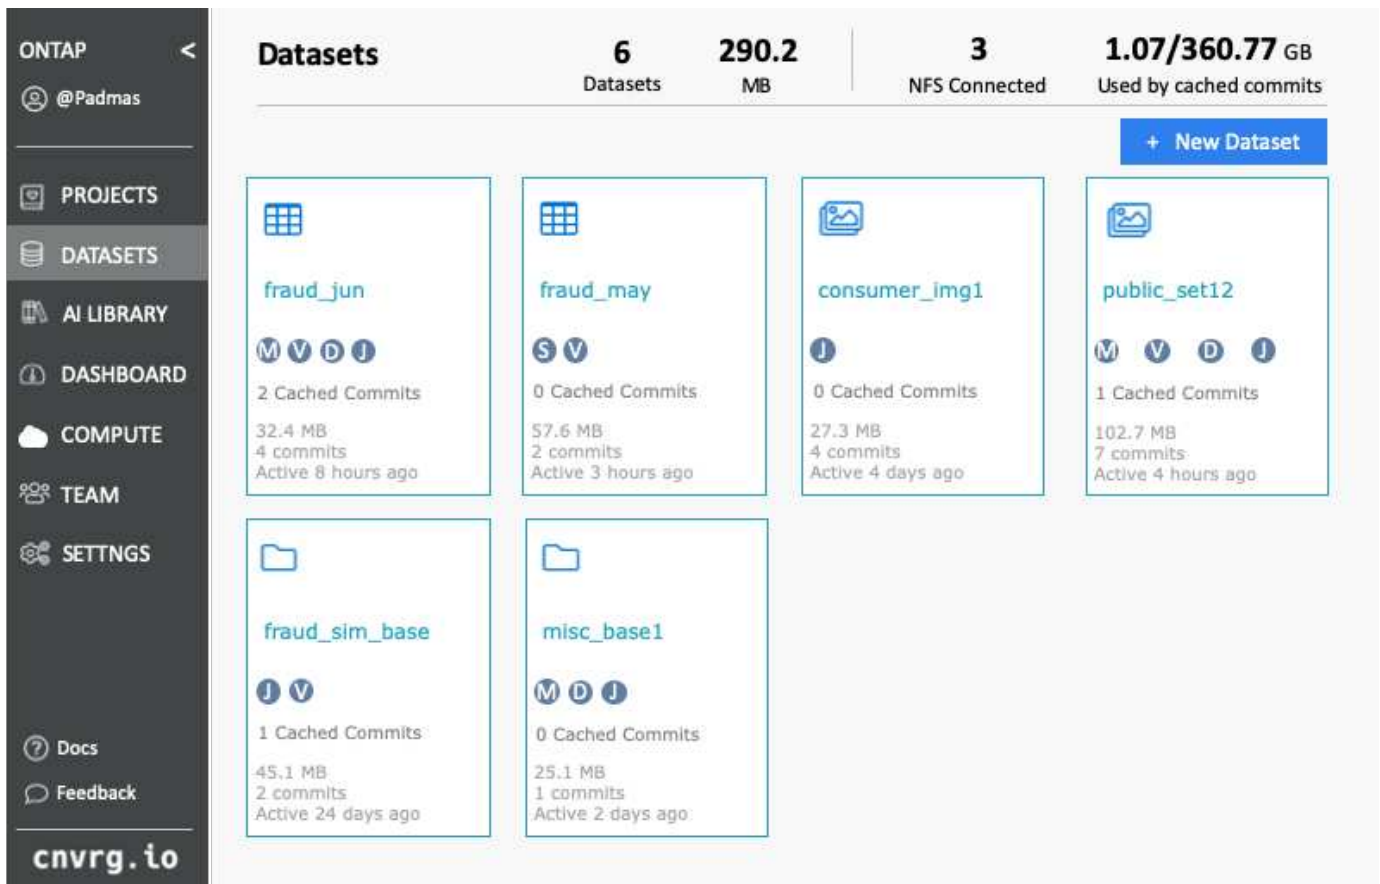 ONTAP <
@Padmas
PROJECTS
DATASETS
AI LIBRARY
DASHBOARD
COMPUTE
TEAM
SETTNGS
Docs
Feedback
cnvrg.io
Datasets
6
Datasets
290.2
MB
3
NFS Connected
1.07/360.77 GB
Used by cached commits
+ New Dataset
fraud_jun
M V D J
2 Cached Commits
32.4 MB
4 commits
Active 8 hours ago
fraud_may
S V
0 Cached Commits
57.6 MB
2 commits
Active 3 hours ago
consumer_img1
J
0 Cached Commits
27.3 MB
4 commits
Active 4 days ago
public_set12
M V D J
1 Cached Commits
102.7 MB
7 commits
Active 4 hours ago
fraud_sim_base
J V
1 Cached Commits
45.1 MB
2 commits
Active 24 days ago
misc_base1
M D J
0 Cached Commits
25.1 MB
1 commits
Active 2 days ago